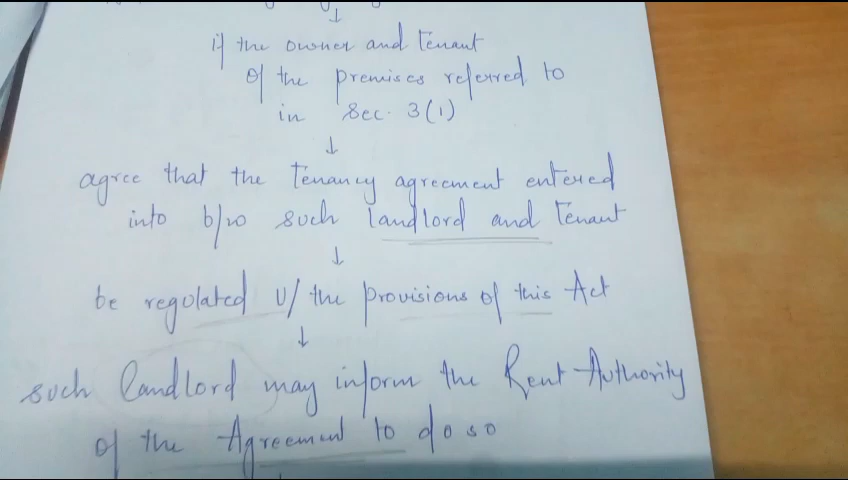 ↓
if the owner and tenant
of the premises referred to
in Sec. 3(1)
↓
agree that the tenancy agreement entered
into b/w such landlord and tenant
↓
be regulated u/ the provisions of this Act
↓
such landlord may inform the Rent Authority
of the Agreement to do so